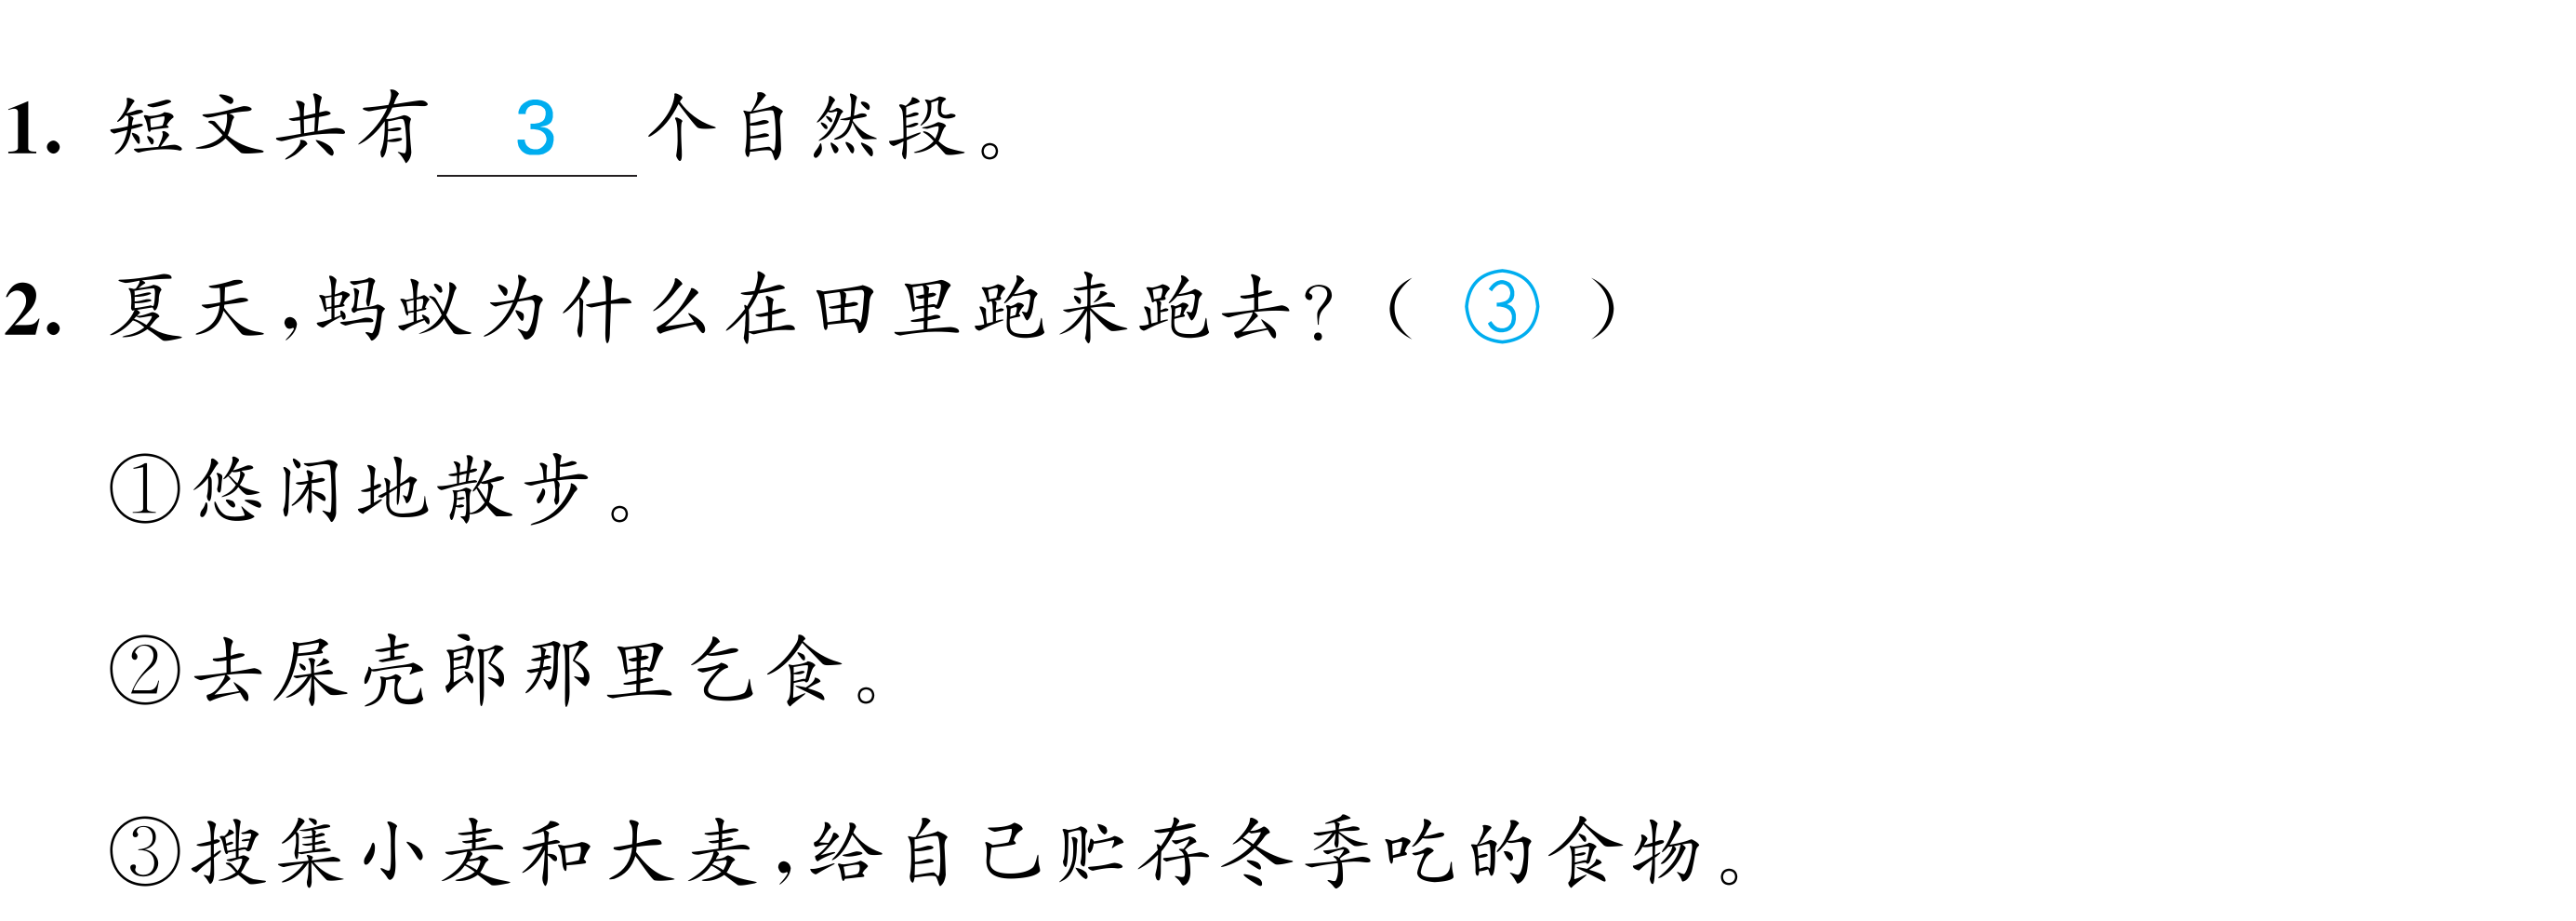 1. 短文共有 3 个自然段。
2. 夏天,蚂蚁为什么在田里跑来跑去?( ③ )
①悠闲地散步。
②去屎壳郎那里乞食。
③搜集小麦和大麦,给自己贮存冬季吃的食物。